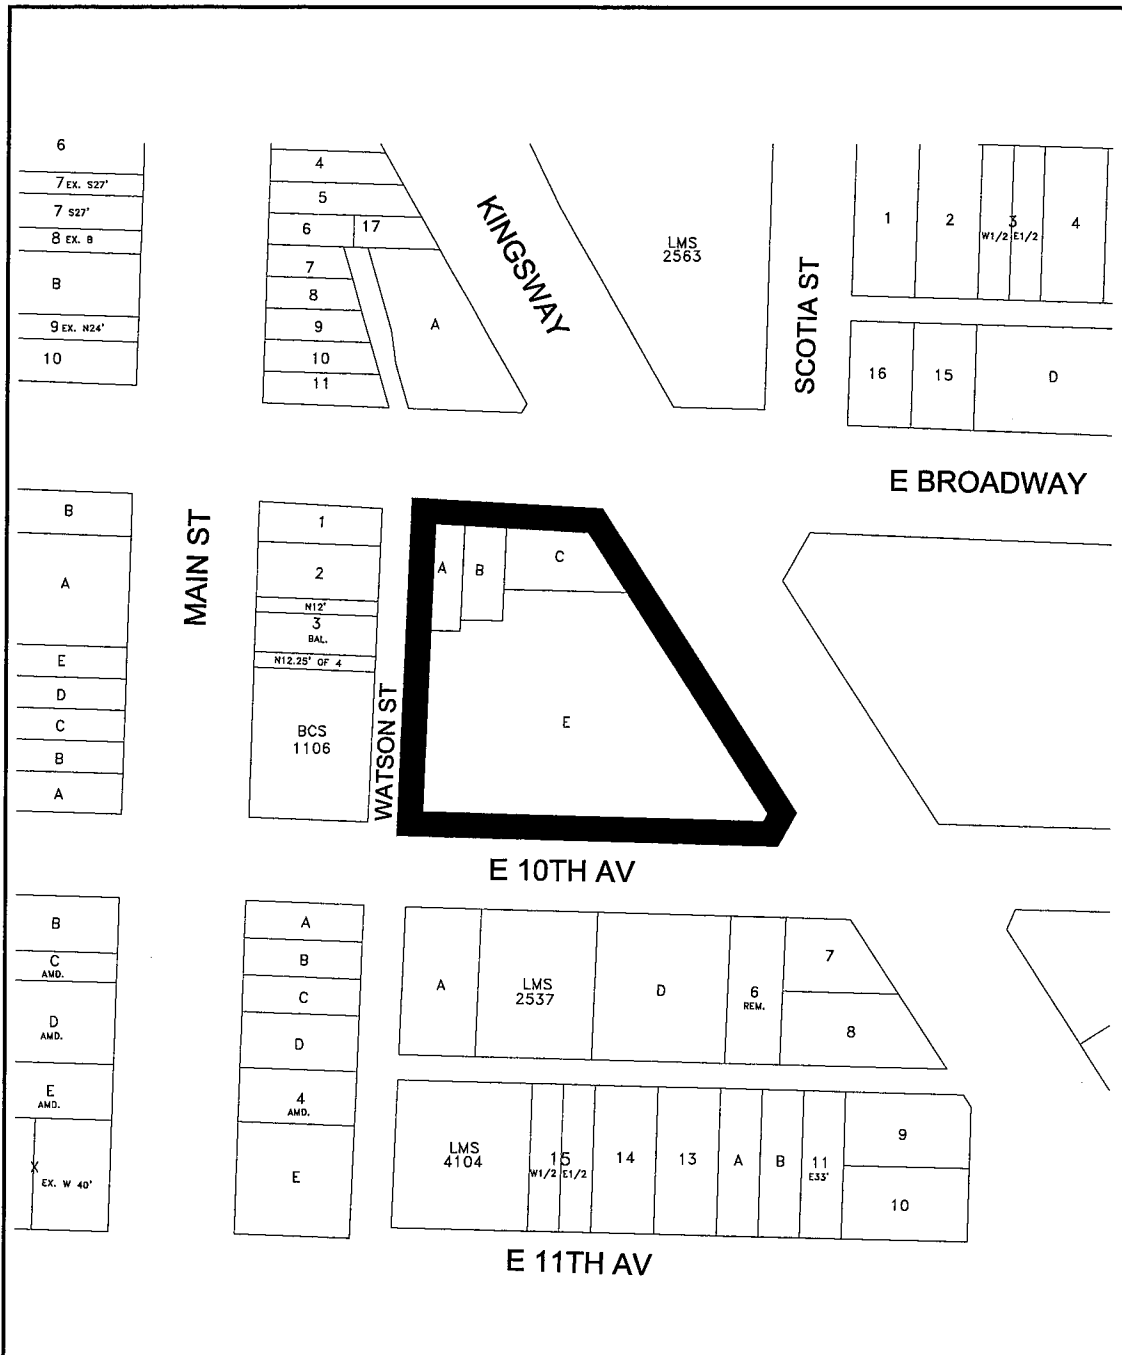 6
7 EX. S27'
7 S27'
8 EX. B
B
9 EX. N24'
10
4
5
6
17
7
8
9
10
11
A
KINGSWAY
LMS
2563
SCOTIA ST
1
2
3
W1/2
E1/2
4
16
15
D
E BROADWAY
B
A
E
D
C
B
A
MAIN ST
1
2
N12'
3
BAL.
N12.25' OF 4
BCS
1106
WATSON ST
A
B
C
E
E 10TH AV
B
C
AMD.
D
AMD.
E
AMD.
X
EX. W 40'
A
B
C
D
4
AMD.
E
A
LMS
2537
D
6
REM.
7
8
LMS
4104
15
W1/2
E1/2
14
13
A
B
11
E33'
9
10
E 11TH AV